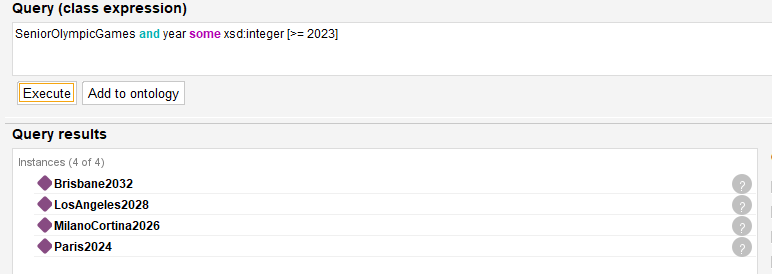 Query (class expression)
SeniorOlympicGames and year some xsd:integer [>= 2023]
Execute Add to ontology
Query results
Instances (4 of 4)
Brisbane2032 ?
LosAngeles2028 ?
MilanoCortina2026 ?
Paris2024 ?